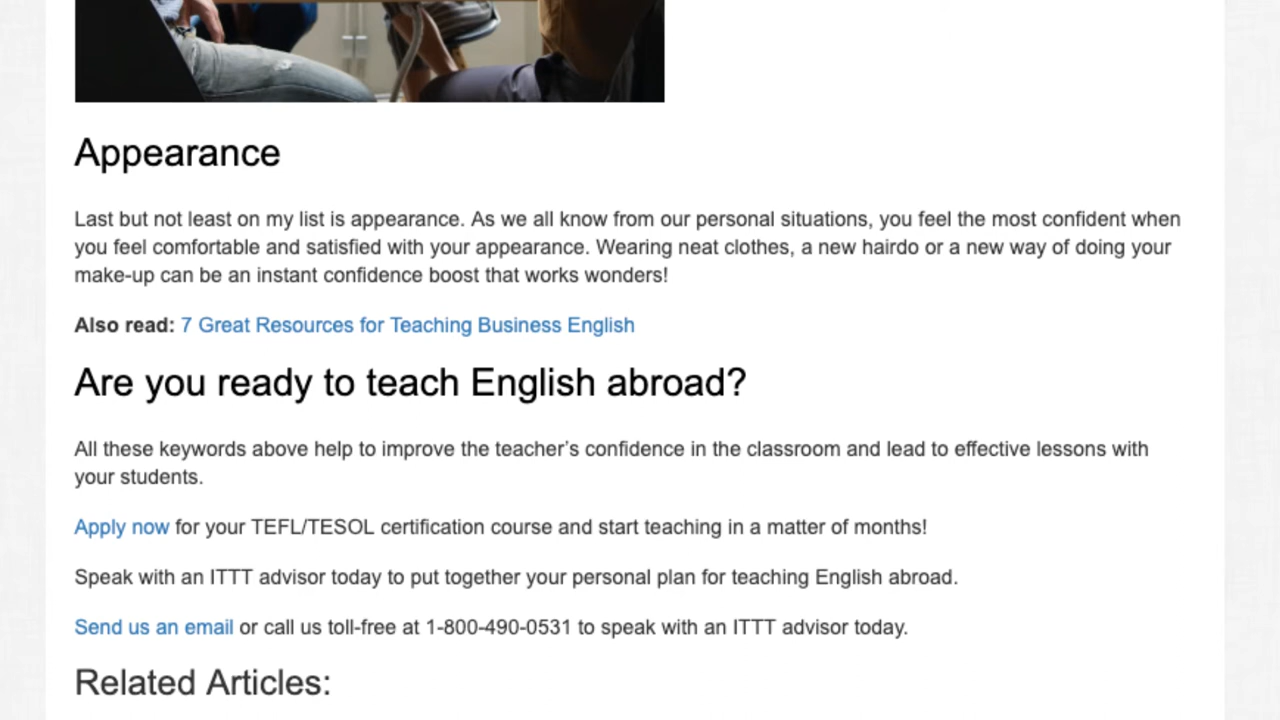 Appearance
Last but not least on my list is appearance. As we all know from our personal situations, you feel the most confident when
you feel comfortable and satisfied with your appearance. Wearing neat clothes, a new hairdo or a new way of doing your
make-up can be an instant confidence boost that works wonders!
Also read: 7 Great Resources for Teaching Business English
Are you ready to teach English abroad?
All these keywords above help to improve the teacher’s confidence in the classroom and lead to effective lessons with
your students.
Apply now for your TEFL/TESOL certification course and start teaching in a matter of months!
Speak with an ITTT advisor today to put together your personal plan for teaching English abroad.
Send us an email or call us toll-free at 1-800-490-0531 to speak with an ITTT advisor today.
Related Articles: